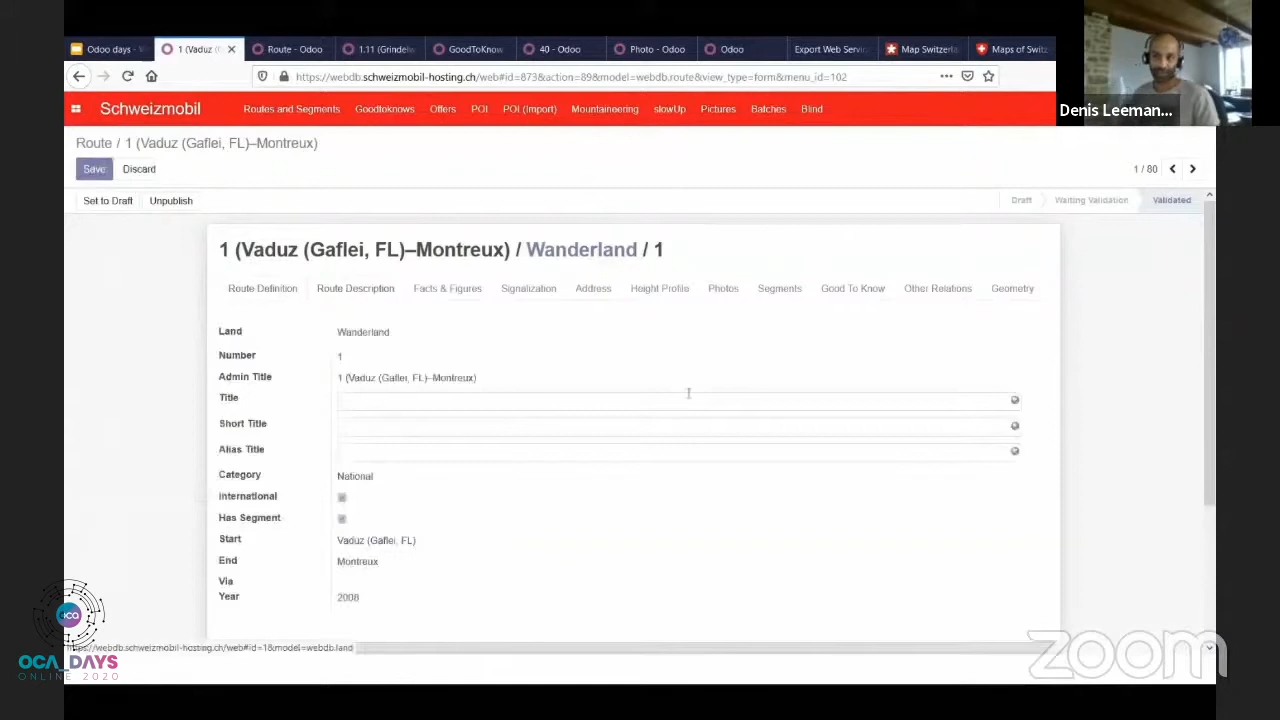 Odoo days -
1 (Vaduz (
Route - Odoo
1.11 (Grindel
GoodToKnow
40 - Odoo
Photo - Odoo
Odoo
Export Web Servi
Map Switzerla
Maps of Switz
https://webdb.schweizmobil-hosting.ch/web#id=873&action=89&model=webdb.route&view_type=form&menu_id=102
Denis Leeman...
Schweizmobil
Routes and Segments
Goodtoknows
Offers
POI
POI (Import)
Mountaineering
slowUp
Pictures
Batches
Blind
Route / 1 (Vaduz (Gaflei, FL)–Montreux)
Save
Discard
1 / 80
Set to Draft
Unpublish
Draft
Waiting Validation
Validated
1 (Vaduz (Gaflei, FL)–Montreux) / Wanderland / 1
Route Definition
Route Description
Facts & Figures
Signalization
Address
Height Profile
Photos
Segments
Good To Know
Other Relations
Geometry
Land Wanderland
Number 1
Admin Title 1 (Vaduz (Gaflei, FL)–Montreux)
Title
Short Title
Alias Title
Category National
International
Has Segment
Start Vaduz (Gaflei, FL)
End Montreux
Via
Year 2008
https://webdb.schweizmobil-hosting.ch/web#id=1&model=webdb.land
oca
OCA_DAYS
ONLINE 2020
zoom